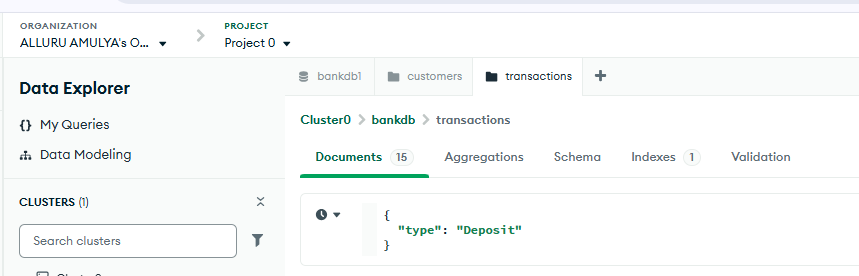 ORGANIZATION
ALLURU AMULYA's O...
PROJECT
Project 0
Data Explorer
{} My Queries
Data Modeling
CLUSTERS (1)
Search clusters
bankdb1
customers
transactions
+
Cluster0 > bankdb > transactions
Documents 15 Aggregations Schema Indexes 1 Validation
{
"type": "Deposit"
}